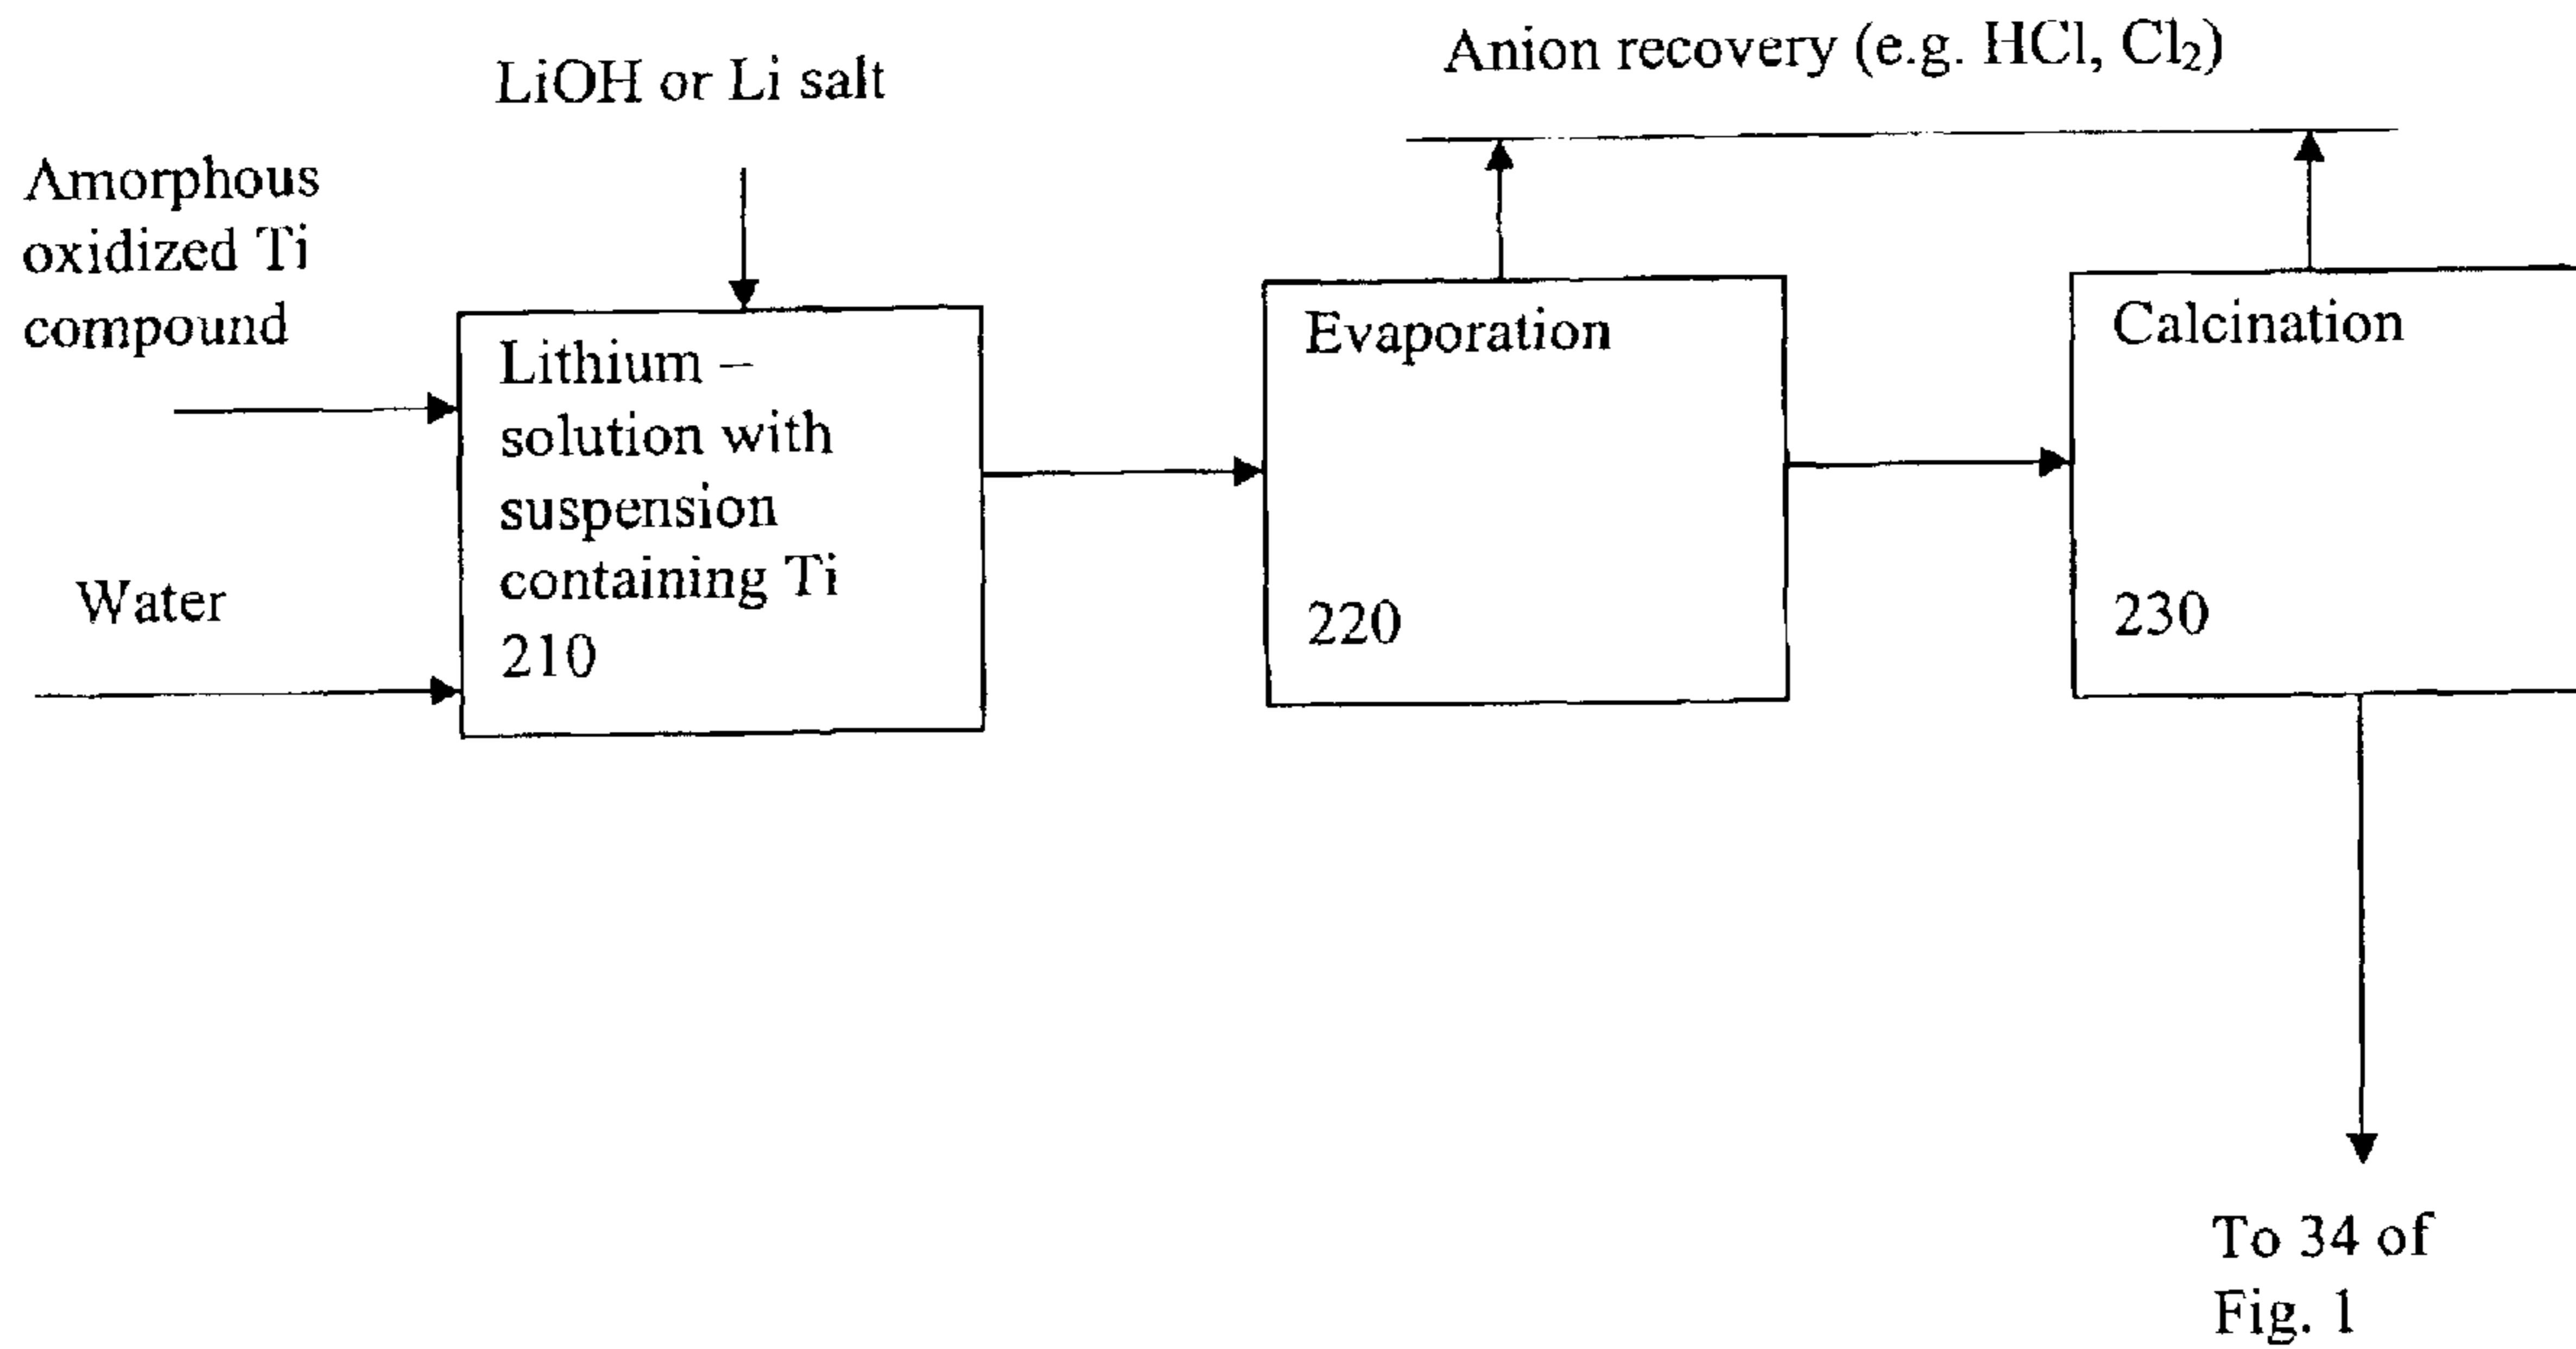 Anion recovery (e.g. HCl, Cl₂)
LiOH or Li salt
Amorphous
oxidized Ti
compound
Water
Lithium –
solution with
suspension
containing Ti
210
Evaporation
220
Calcination
230
To 34 of
Fig. 1